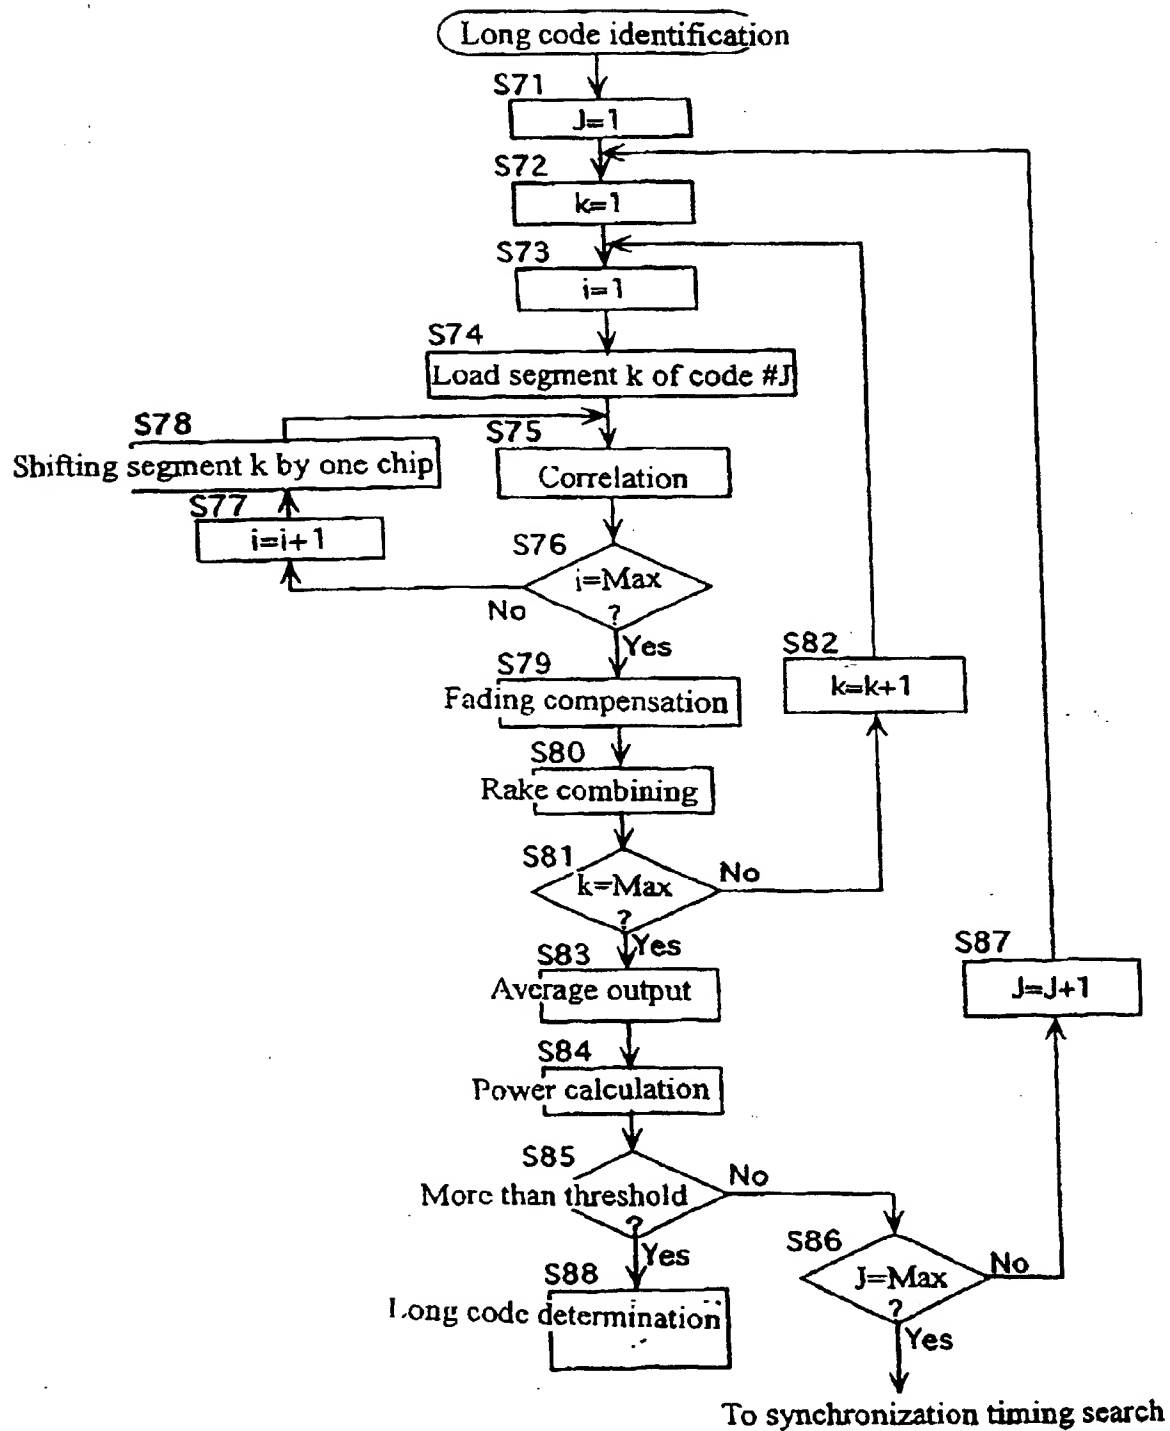 Long code identification
S71
J=1
S72
k=1
S73
i=1
S74
Load segment k of code #J
S78
Shifting segment k by one chip
S75
Correlation
S77
i=i+1
S76
i=Max
?
No
Yes
S79
Fading compensation
S82
k=k+1
S80
Rake combining
S81
k=Max
?
No
Yes
S83
Average output
S87
J=J+1
S84
Power calculation
S85
More than threshold
?
No
Yes
S86
J=Max
?
No
Yes
S88
Long code determination
To synchronization timing search